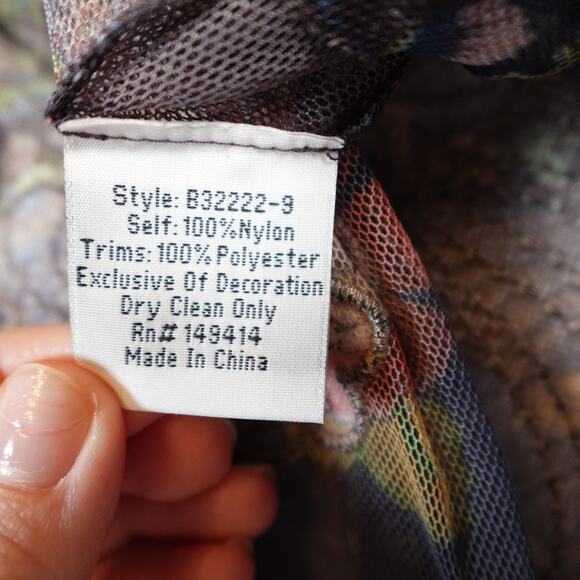 Style: B32222-9
Self: 100%Nylon
Trims: 100% Polyester
Exclusive Of Decoration
Dry Clean Only
Rn# 149414
Made In China